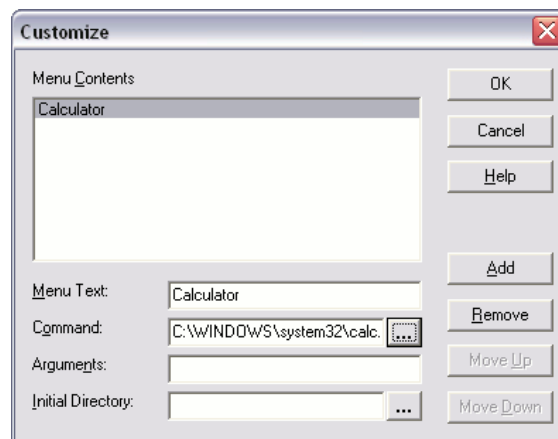 Customize
Menu Contents
Calculator
OK
Cancel
Help
Add
Remove
Move Up
Move Down
Menu Text:
Calculator
Command:
C:\WINDOWS\system32\calc.
...
Arguments:
Initial Directory:
...